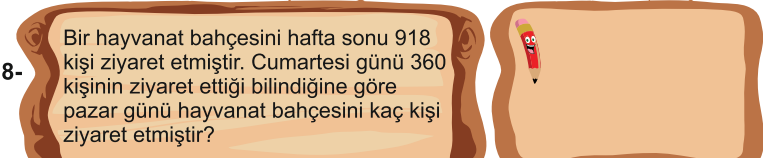 8-
Bir hayvanat bahçesini hafta sonu 918
kişi ziyaret etmiştir. Cumartesi günü 360
kişinin ziyaret ettiği bilindiğine göre
pazar günü hayvanat bahçesini kaç kişi
ziyaret etmiştir?